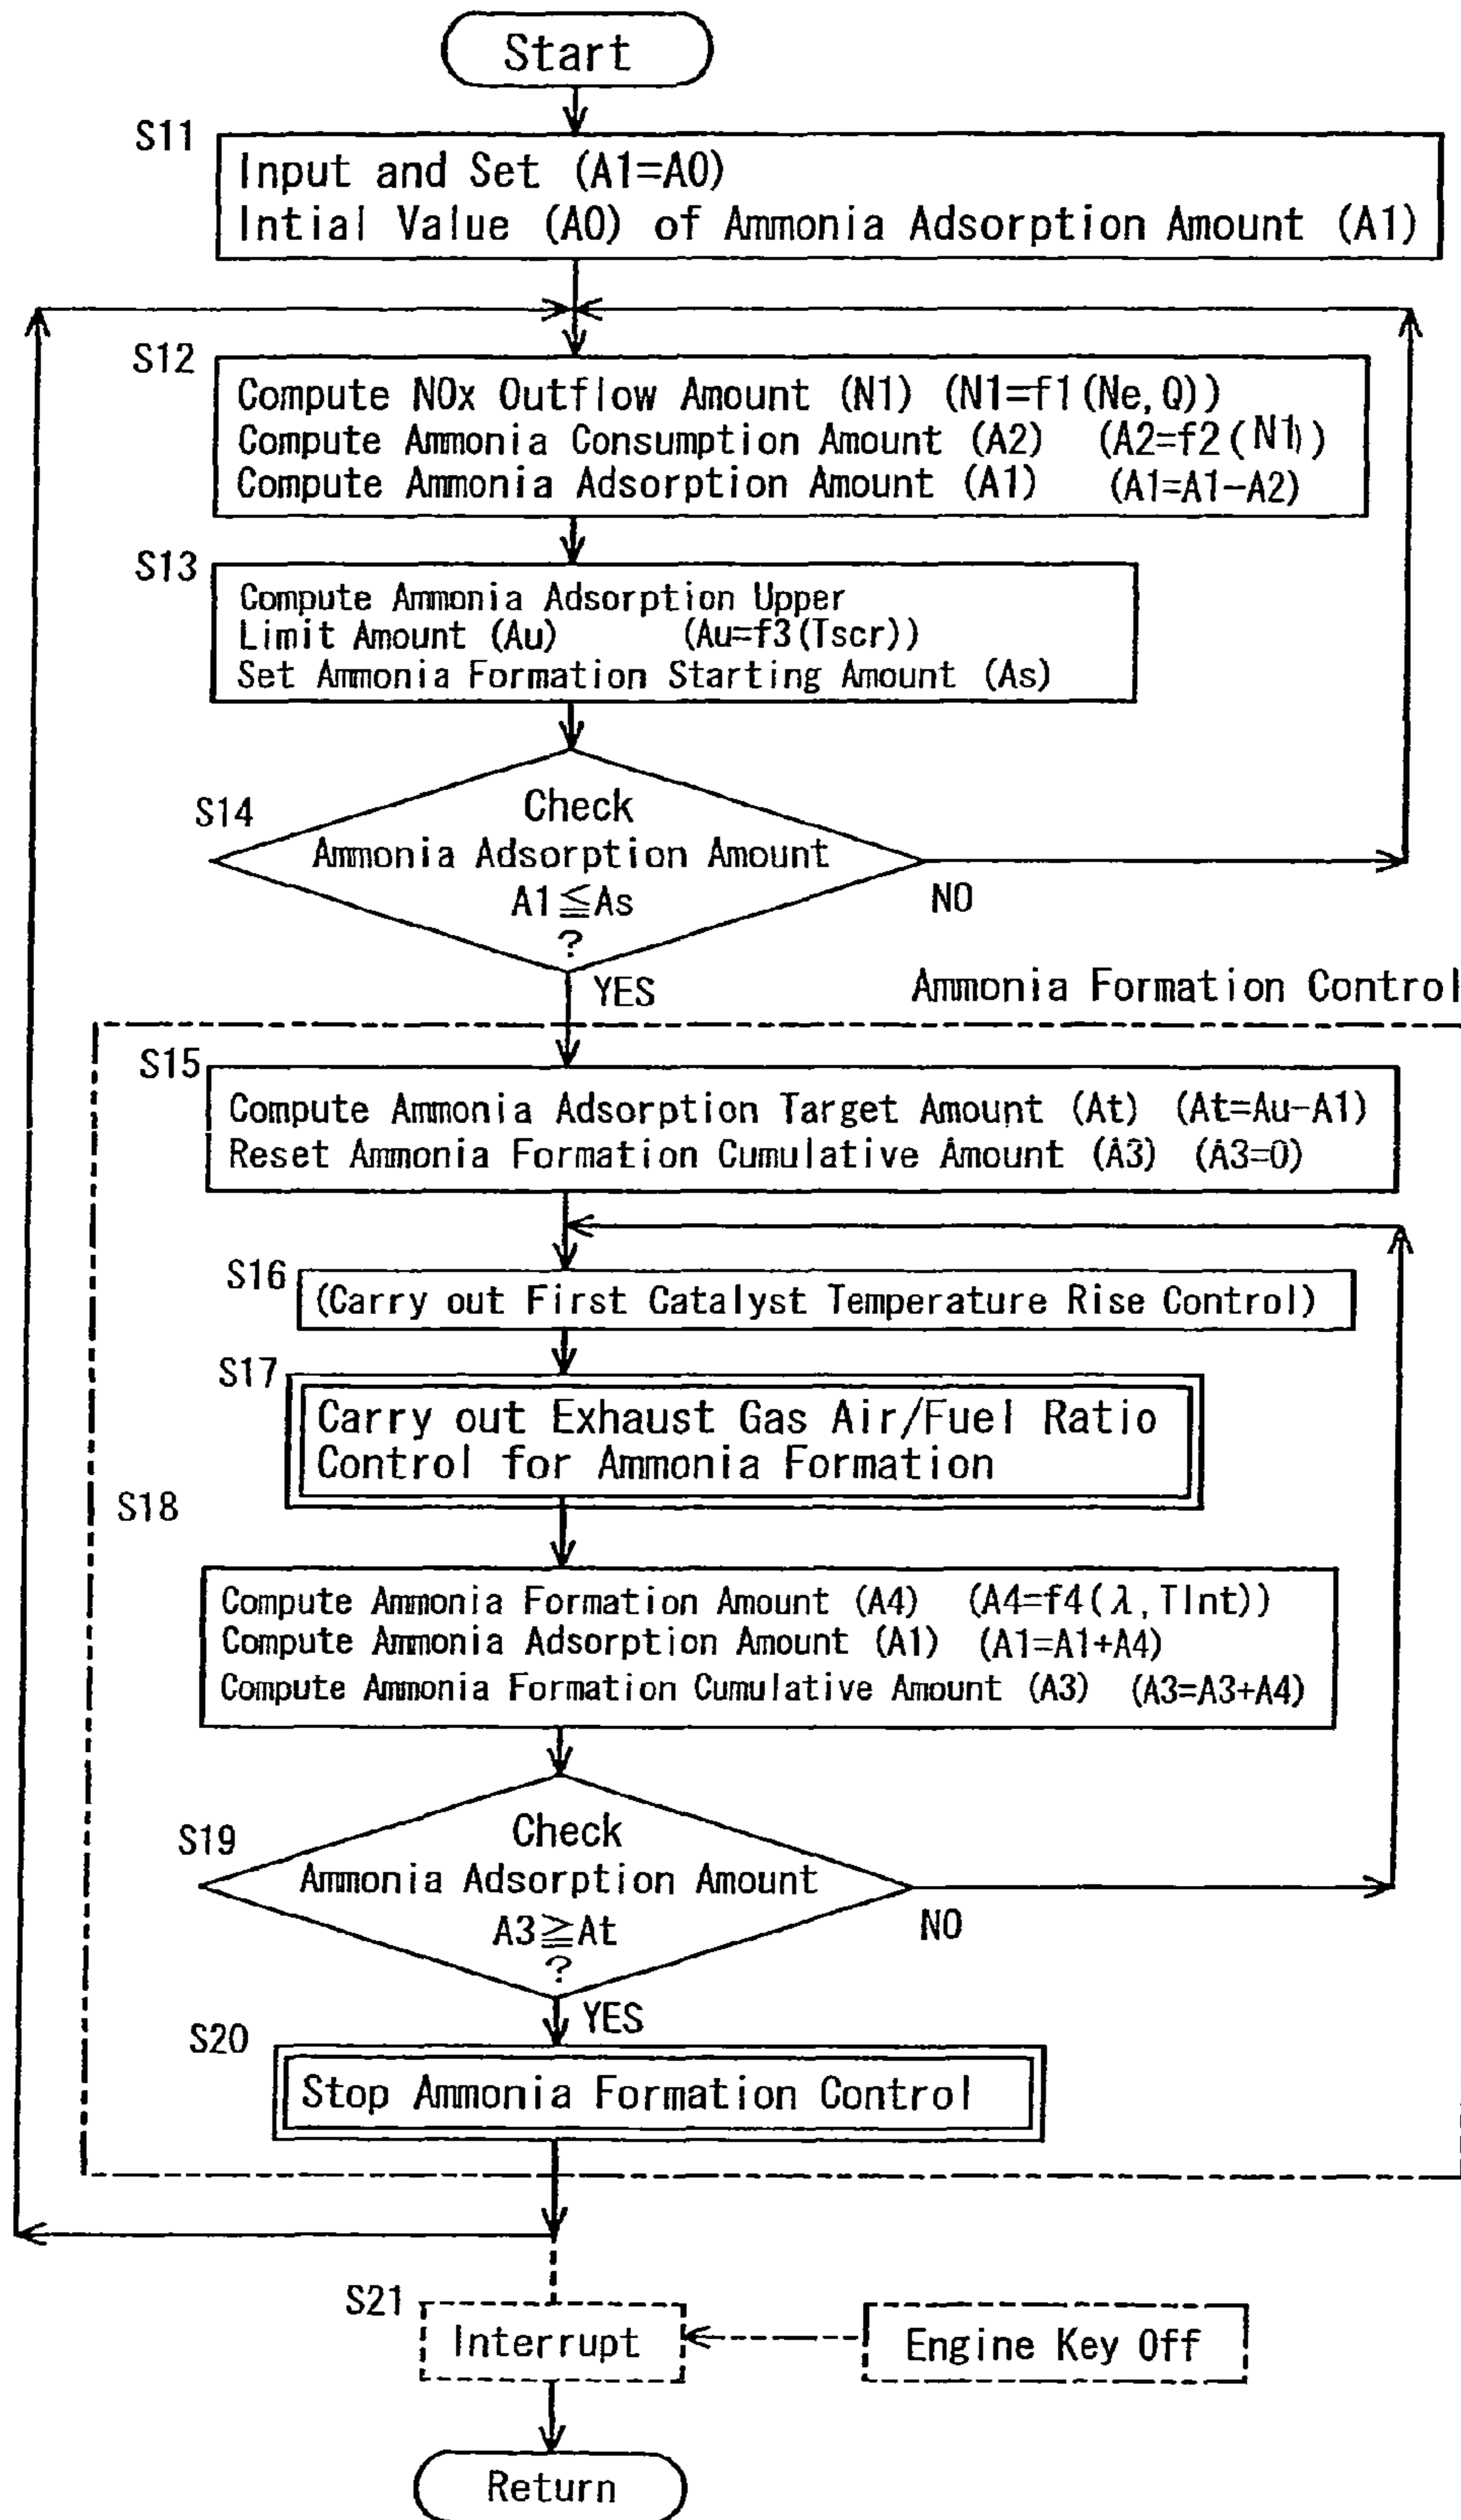 Start
S11
Input and Set (A1=A0)
Intial Value (A0) of Ammonia Adsorption Amount (A1)
S12
Compute NOx Outflow Amount (N1) (N1=f1(Ne,Q))
Compute Ammonia Consumption Amount (A2) (A2=f2(N1))
Compute Ammonia Adsorption Amount (A1) (A1=A1-A2)
S13
Compute Ammonia Adsorption Upper
Limit Amount (Au) (Au=f3(Tscr))
Set Ammonia Formation Starting Amount (As)
S14
Check
Ammonia Adsorption Amount
A1≦As
?
NO
YES
Ammonia Formation Control
S15
Compute Ammonia Adsorption Target Amount (At) (At=Au-A1)
Reset Ammonia Formation Cumulative Amount (A3) (A3=0)
S16
(Carry out First Catalyst Temperature Rise Control)
S17
Carry out Exhaust Gas Air/Fuel Ratio
Control for Ammonia Formation
S18
Compute Ammonia Formation Amount (A4) (A4=f4(λ,TInt))
Compute Ammonia Adsorption Amount (A1) (A1=A1+A4)
Compute Ammonia Formation Cumulative Amount (A3) (A3=A3+A4)
S19
Check
Ammonia Adsorption Amount
A3≧At
?
NO
YES
S20
Stop Ammonia Formation Control
S21
Interrupt
Engine Key Off
Return